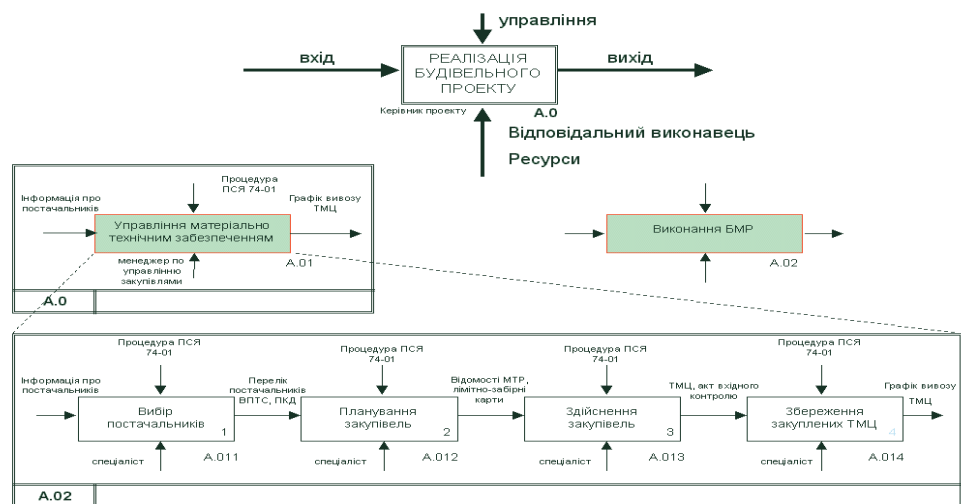 управління
вхід
РЕАЛІЗАЦІЯ
БУДІВЕЛЬНОГО
ПРОЕКТУ
вихід
Керівник проекту
А.0
Відповідальний виконавець
Ресурси
Процедура
ПСЯ 74-01
Інформація про
постачальників
Графік вивозу
ТМЦ
Управління матеріально
технічним забезпеченням
менеджер по
управлінню
закупівлями
А.01
А.0
Виконання БМР
А.02
Процедура ПСЯ
74-01
Процедура ПСЯ
74-01
Процедура ПСЯ
74-01
Процедура ПСЯ
74-01
Інформація про
постачальників
Вибір
постачальників
1
Перелік
постачальників
ВПТС, ПКД
Планування
закупівель
2
Відомості МТР,
лімітно-забірні
карти
Здійснення
закупівель
3
ТМЦ, акт вхідного
контролю
Збереження
закуплених ТМЦ
4
Графік вивозу
ТМЦ
спеціаліст
А.011
спеціаліст
А.012
спеціаліст
А.013
спеціаліст
А.014
А.02